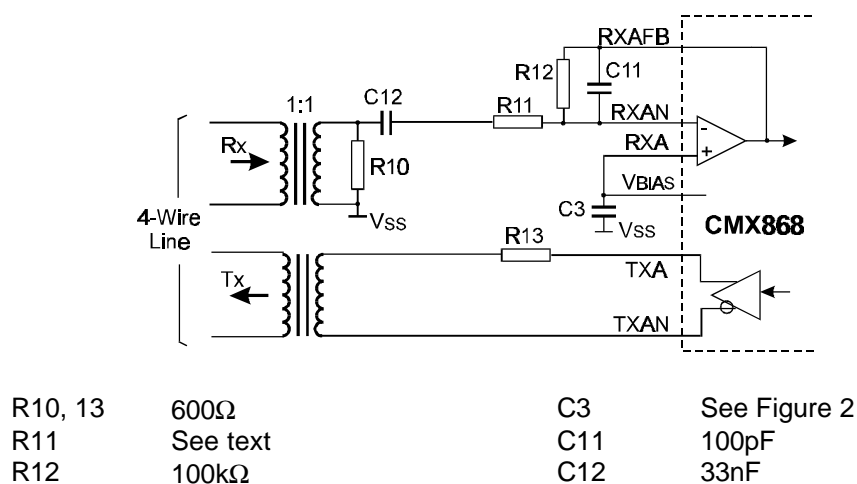 RXAFB
R12
C11
1:1
C12
R11
RXAN
Rx
R10
RXA
VBIAS
4-Wire
Line
VSS
C3
VSS
CMX868
R13
TXA
Tx
TXAN
R10, 13 600Ω C3 See Figure 2
R11 See text C11 100pF
R12 100kΩ C12 33nF